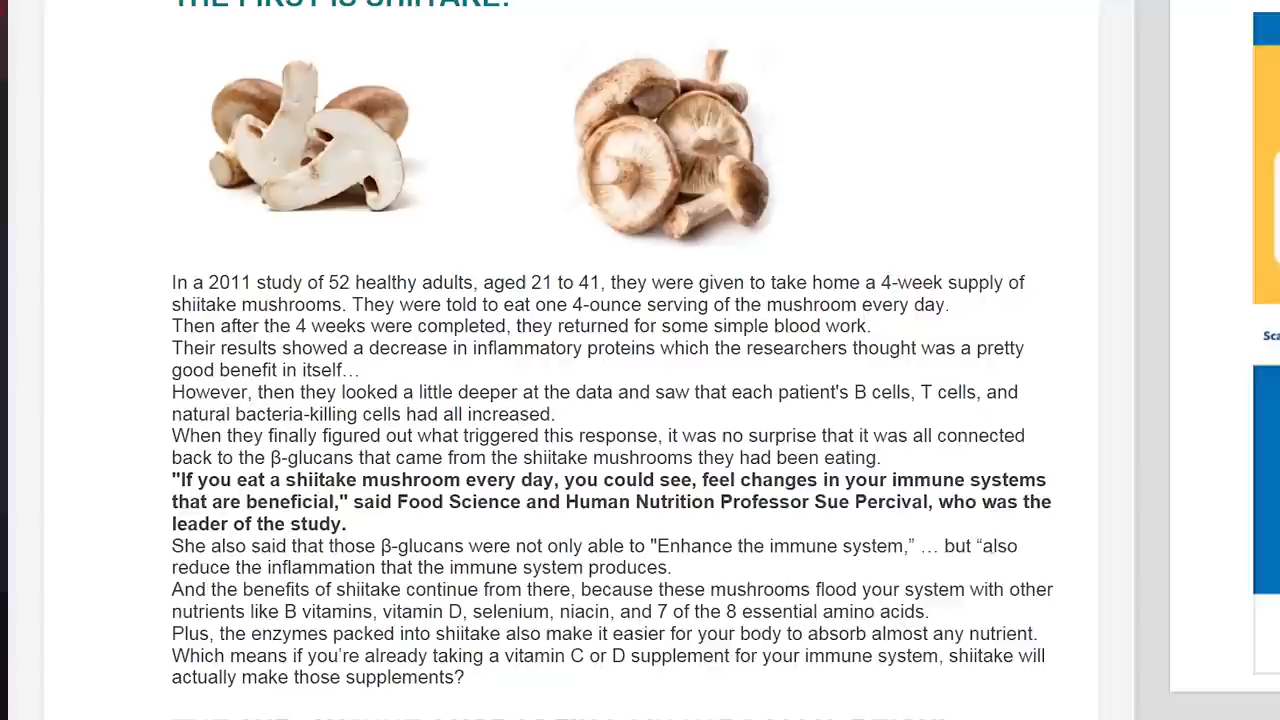 THE FIRST IS SHIITAKE:
In a 2011 study of 52 healthy adults, aged 21 to 41, they were given to take home a 4-week supply of
shiitake mushrooms. They were told to eat one 4-ounce serving of the mushroom every day.
Then after the 4 weeks were completed, they returned for some simple blood work.
Their results showed a decrease in inflammatory proteins which the researchers thought was a pretty
good benefit in itself…
However, then they looked a little deeper at the data and saw that each patient's B cells, T cells, and
natural bacteria-killing cells had all increased.
When they finally figured out what triggered this response, it was no surprise that it was all connected
back to the β-glucans that came from the shiitake mushrooms they had been eating.
"If you eat a shiitake mushroom every day, you could see, feel changes in your immune systems
that are beneficial," said Food Science and Human Nutrition Professor Sue Percival, who was the
leader of the study.
She also said that those β-glucans were not only able to "Enhance the immune system,” … but “also
reduce the inflammation that the immune system produces.
And the benefits of shiitake continue from there, because these mushrooms flood your system with other
nutrients like B vitamins, vitamin D, selenium, niacin, and 7 of the 8 essential amino acids.
Plus, the enzymes packed into shiitake also make it easier for your body to absorb almost any nutrient.
Which means if you’re already taking a vitamin C or D supplement for your immune system, shiitake will
actually make those supplements?
Sca